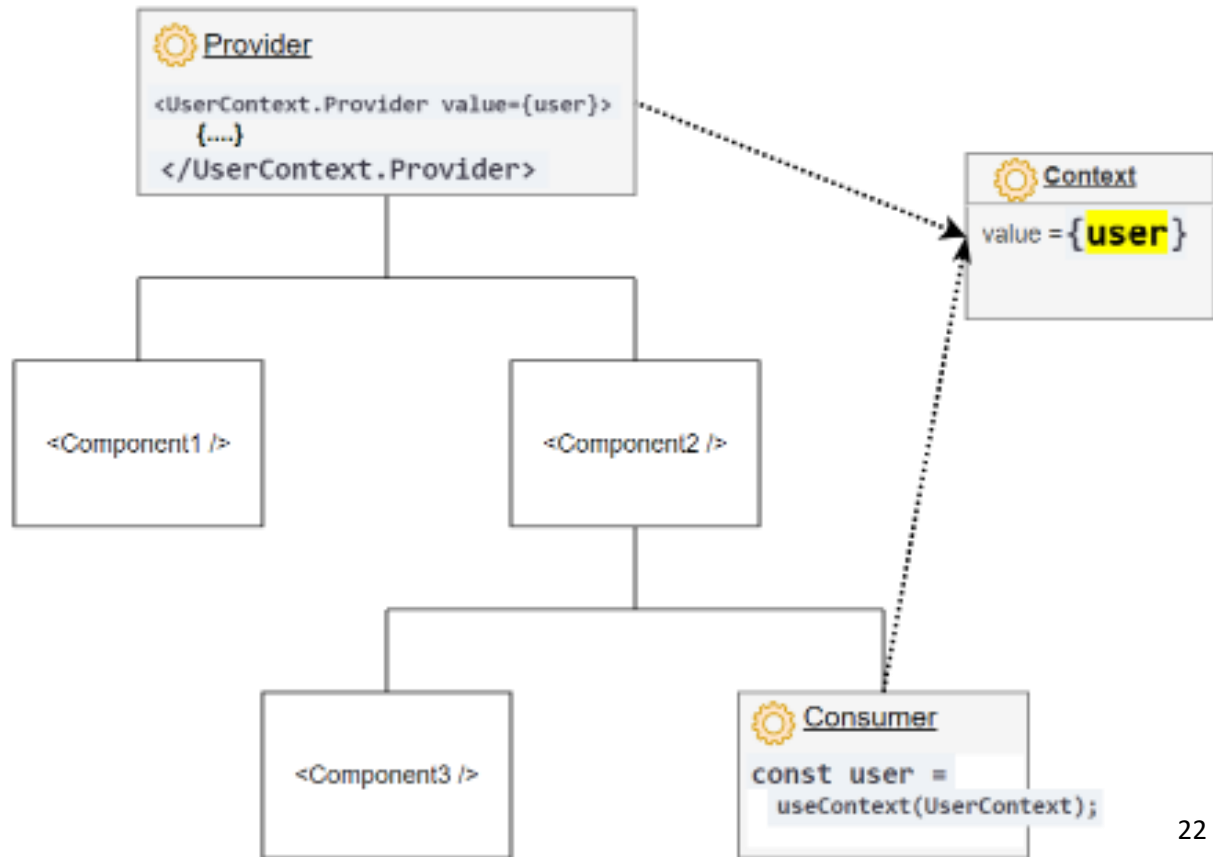 Provider
<UserContext.Provider value={user}>
{....}
</UserContext.Provider>
Context
value = {user}
<Component1 />
<Component2 />
<Component3 />
Consumer
const user =
useContext(UserContext);
22